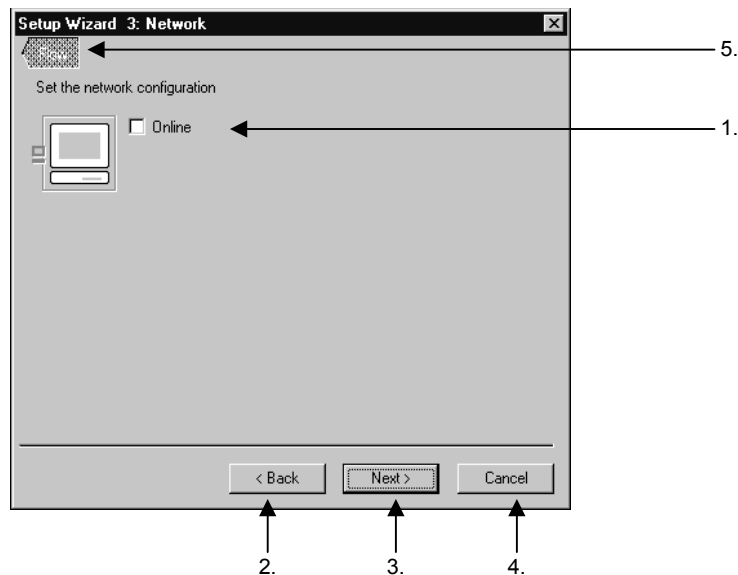 Setup Wizard 3: Network
5.
Set the network configuration
Online
1.
< Back
Next >
Cancel
2.
3.
4.